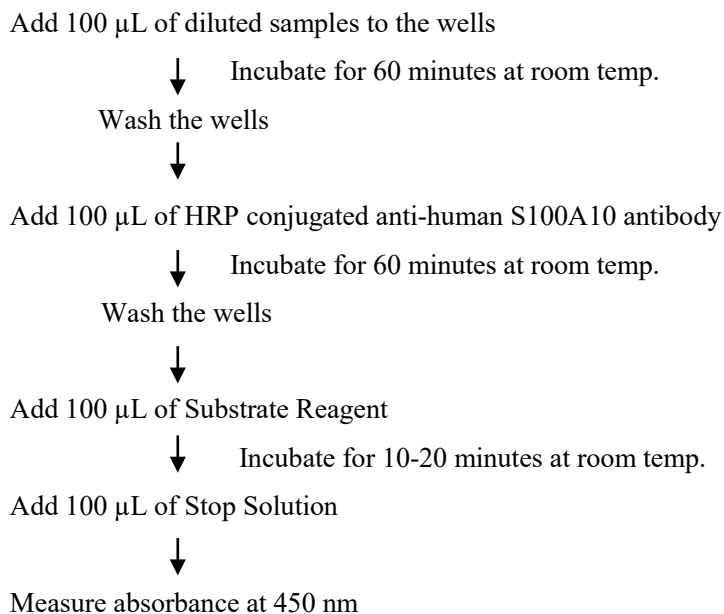 Add 100 µL of diluted samples to the wells
Incubate for 60 minutes at room temp.
Wash the wells
Add 100 µL of HRP conjugated anti-human S100A10 antibody
Incubate for 60 minutes at room temp.
Wash the wells
Add 100 µL of Substrate Reagent
Incubate for 10-20 minutes at room temp.
Add 100 µL of Stop Solution
Measure absorbance at 450 nm